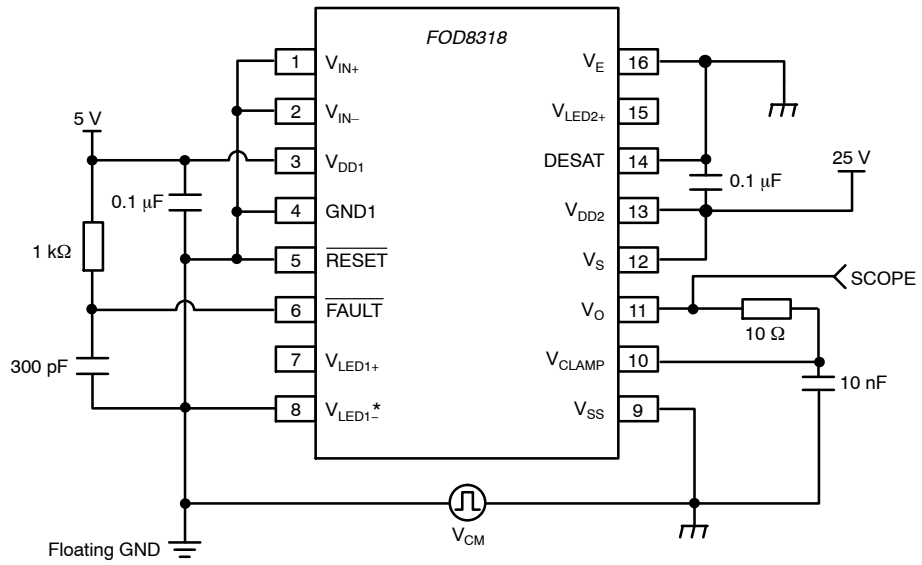 FOD8318
1 V_IN+
2 V_IN–
3 V_DD1
4 GND1
5 RESET
6 FAULT
7 V_LED1+
8 V_LED1–*
V_E 16
V_LED2+ 15
DESAT 14
V_DD2 13
V_S 12
V_O 11
V_CLAMP 10
V_SS 9
5 V
0.1 μF
1 kΩ
300 pF
Floating GND
V_CM
0.1 μF
25 V
SCOPE
10 Ω
10 nF